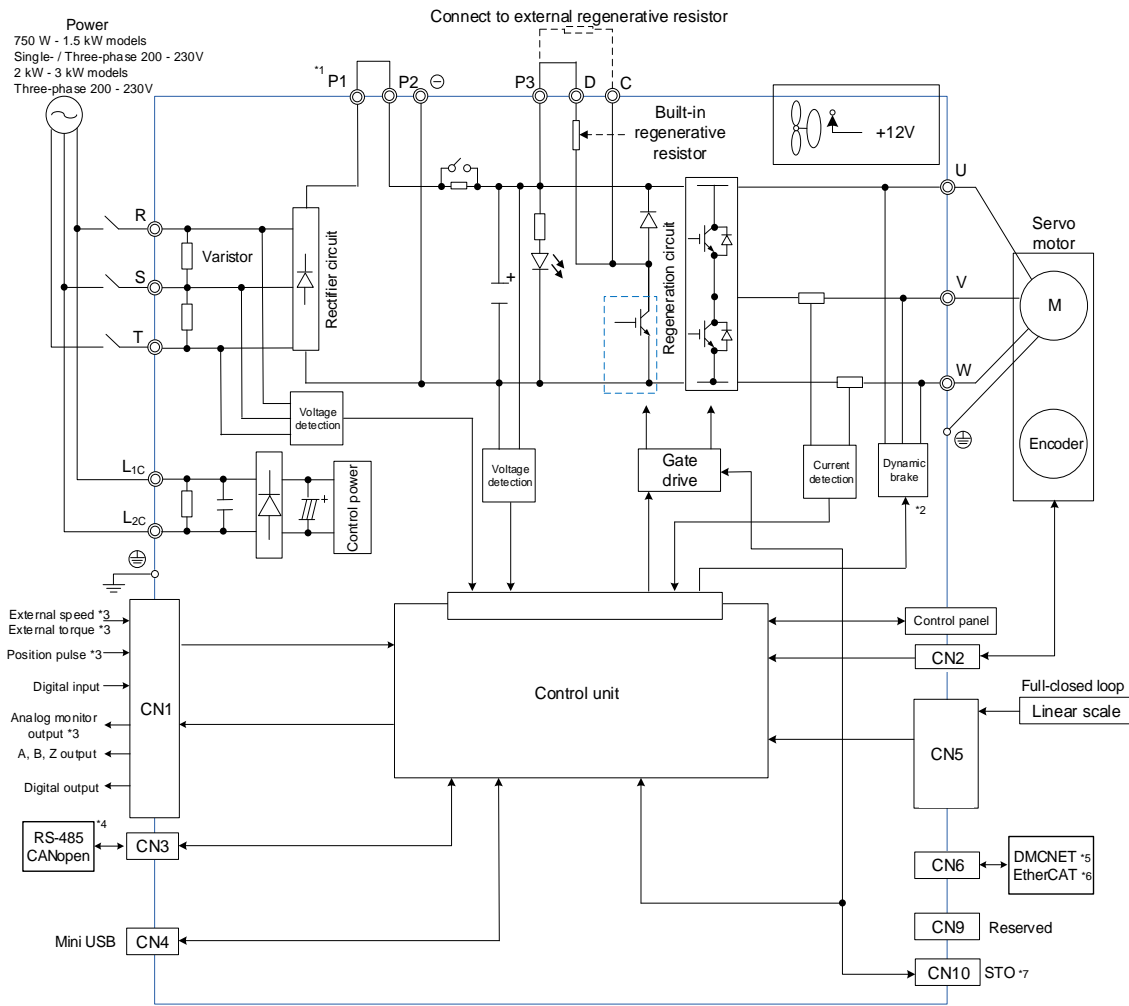 Connect to external regenerative resistor
Power
750 W - 1.5 kW models
Single- / Three-phase 200 - 230V
2 kW - 3 kW models
Three-phase 200 - 230V
*1
P1
P2
⊖
P3
D
C
Built-in
regenerative
resistor
+12V
U
Servo
motor
R
Varistor
Rectifier circuit
S
T
+
Regeneration circuit
V
M
W
Voltage
detection
Voltage
detection
Gate
drive
Current
detection
Dynamic
brake
*2
Encoder
L1C
L2C
+
Control power
External speed *3
External torque *3
Position pulse *3
Digital input
Analog monitor
output *3
A, B, Z output
Digital output
CN1
Control unit
Control panel
CN2
Full-closed loop
Linear scale
CN5
RS-485
CANopen
*4
CN3
CN6
DMCNET *5
EtherCAT *6
CN9
Reserved
Mini USB
CN4
CN10
STO *7